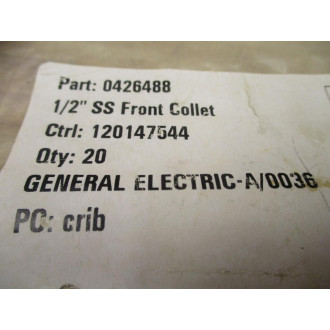 Part: 0426488
1/2" SS Front Collet
Ctrl: 120147544
Qty: 20
GENERAL ELECTRIC-A/0036
PO: crib